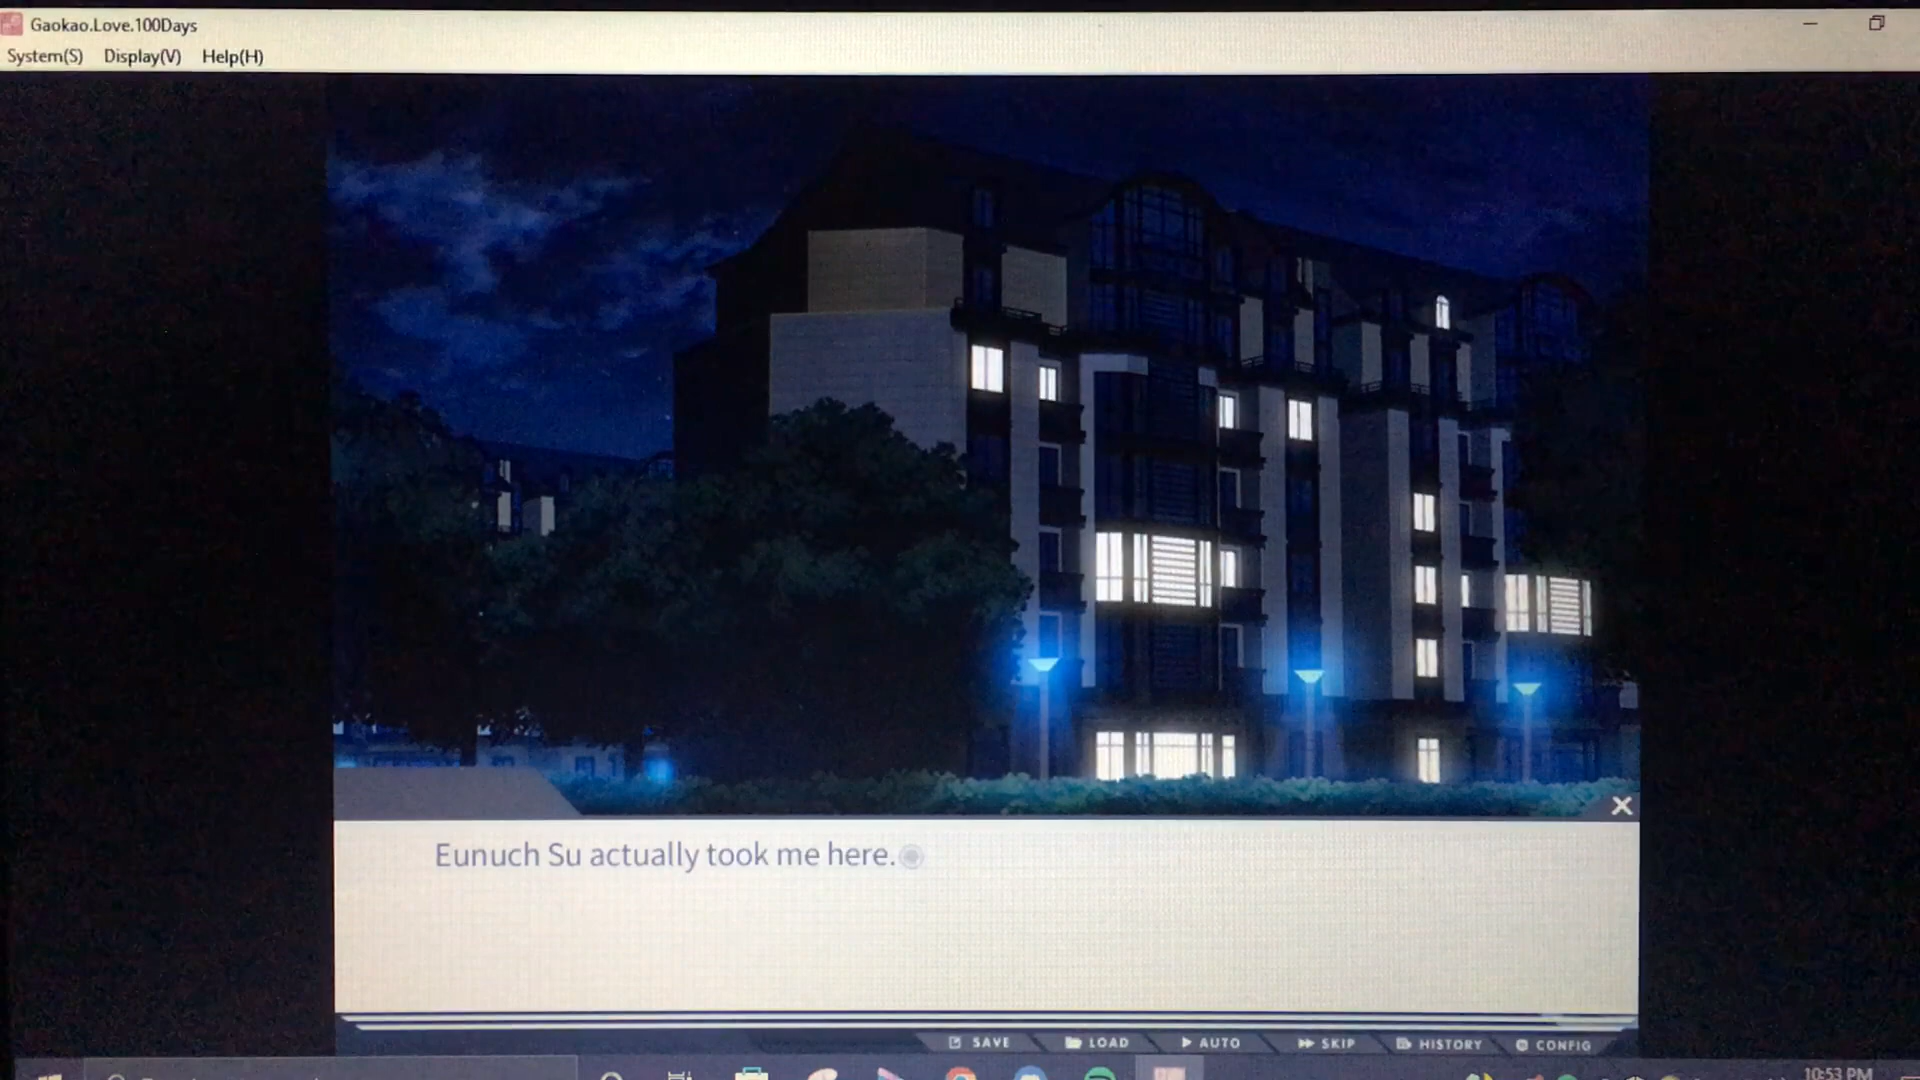 Gaokao.Love.100Days
System(S) Display(V) Help(H)
Eunuch Su actually took me here.
SAVE LOAD AUTO SKIP HISTORY CONFIG
10:53 PM